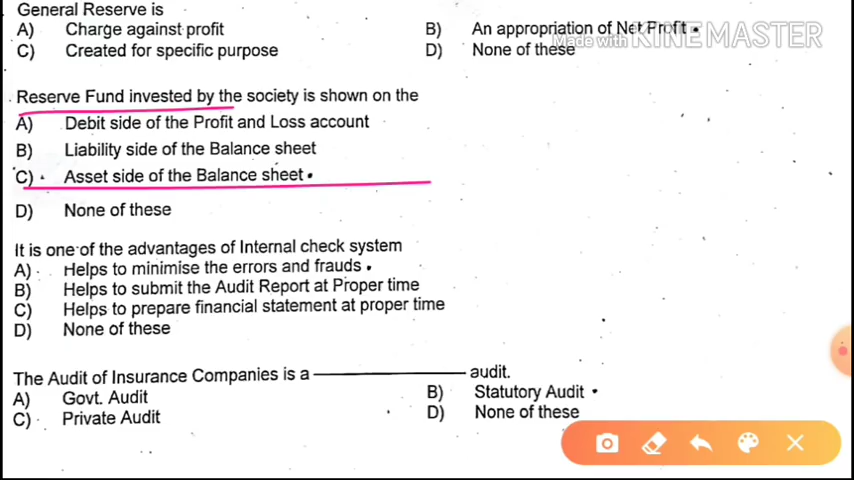 General Reserve is
A) Charge against profit B) An appropriation of Net Profit
C) Created for specific purpose D) None of these
Made with KINEMASTER
Reserve Fund invested by the society is shown on the
A) Debit side of the Profit and Loss account
B) Liability side of the Balance sheet
C) Asset side of the Balance sheet
D) None of these
It is one of the advantages of Internal check system
A) Helps to minimise the errors and frauds
B) Helps to submit the Audit Report at Proper time
C) Helps to prepare financial statement at proper time
D) None of these
The Audit of Insurance Companies is a ____________ audit.
A) Govt. Audit B) Statutory Audit
C) Private Audit D) None of these